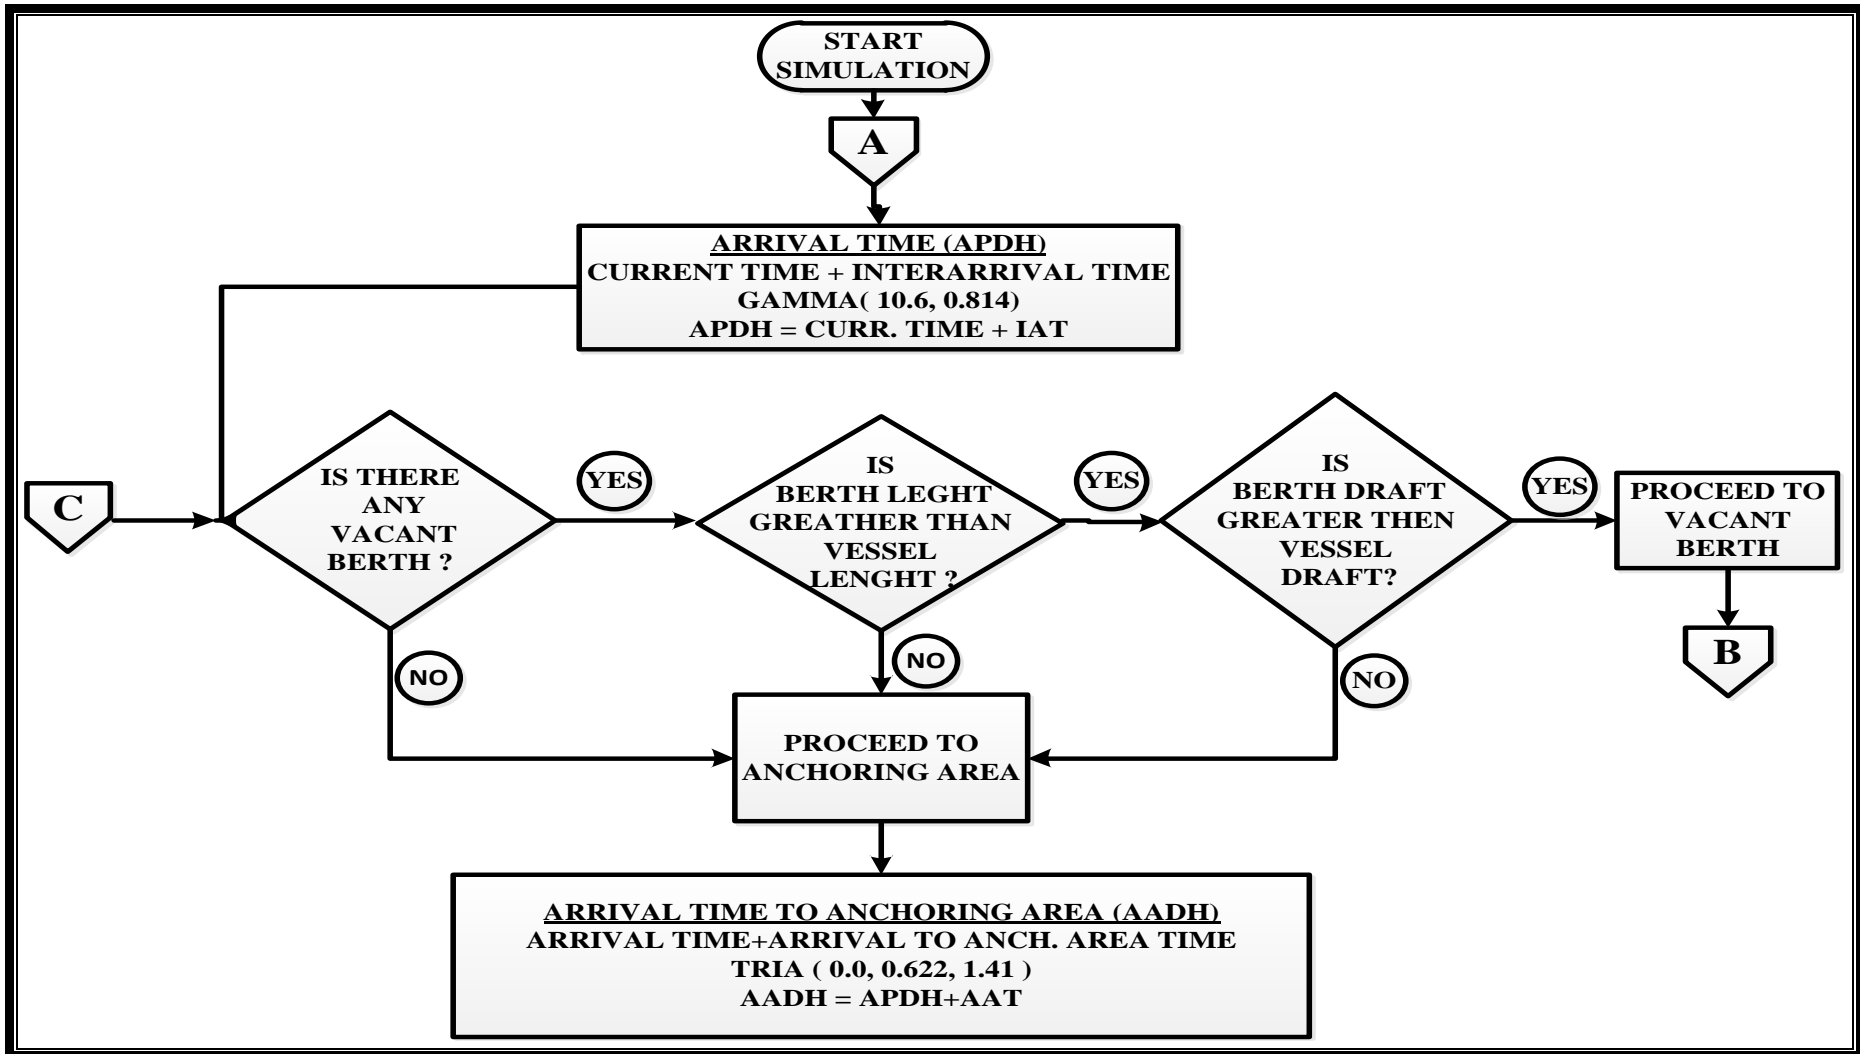 START
SIMULATION
A
ARRIVAL TIME (APDH)
CURRENT TIME + INTERARRIVAL TIME
GAMMA( 10.6, 0.814)
APDH = CURR. TIME + IAT
C
IS THERE
ANY
VACANT
BERTH ?
YES
IS
BERTH LEGHT
GREATHER THAN
VESSEL
LENGHT ?
YES
IS
BERTH DRAFT
GREATER THEN
VESSEL
DRAFT?
YES
PROCEED TO
VACANT
BERTH
B
NO
NO
NO
PROCEED TO
ANCHORING AREA
ARRIVAL TIME TO ANCHORING AREA (AADH)
ARRIVAL TIME+ARRIVAL TO ANCH. AREA TIME
TRIA ( 0.0, 0.622, 1.41 )
AADH = APDH+AAT